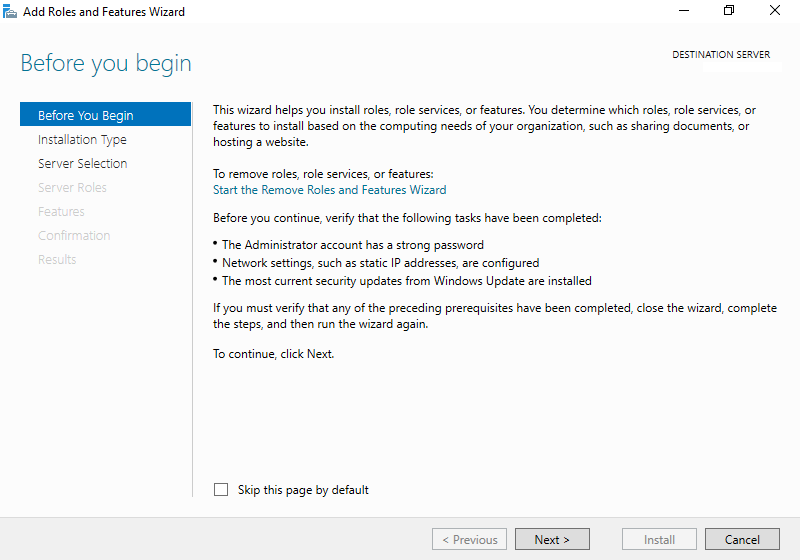 Add Roles and Features Wizard
Before you begin
DESTINATION SERVER
Before You Begin
Installation Type
Server Selection
Server Roles
Features
Confirmation
Results
This wizard helps you install roles, role services, or features. You determine which roles, role services, or
features to install based on the computing needs of your organization, such as sharing documents, or
hosting a website.
To remove roles, role services, or features:
Start the Remove Roles and Features Wizard
Before you continue, verify that the following tasks have been completed:
• The Administrator account has a strong password
• Network settings, such as static IP addresses, are configured
• The most current security updates from Windows Update are installed
If you must verify that any of the preceding prerequisites have been completed, close the wizard, complete
the steps, and then run the wizard again.
To continue, click Next.
Skip this page by default
< Previous
Next >
Install
Cancel